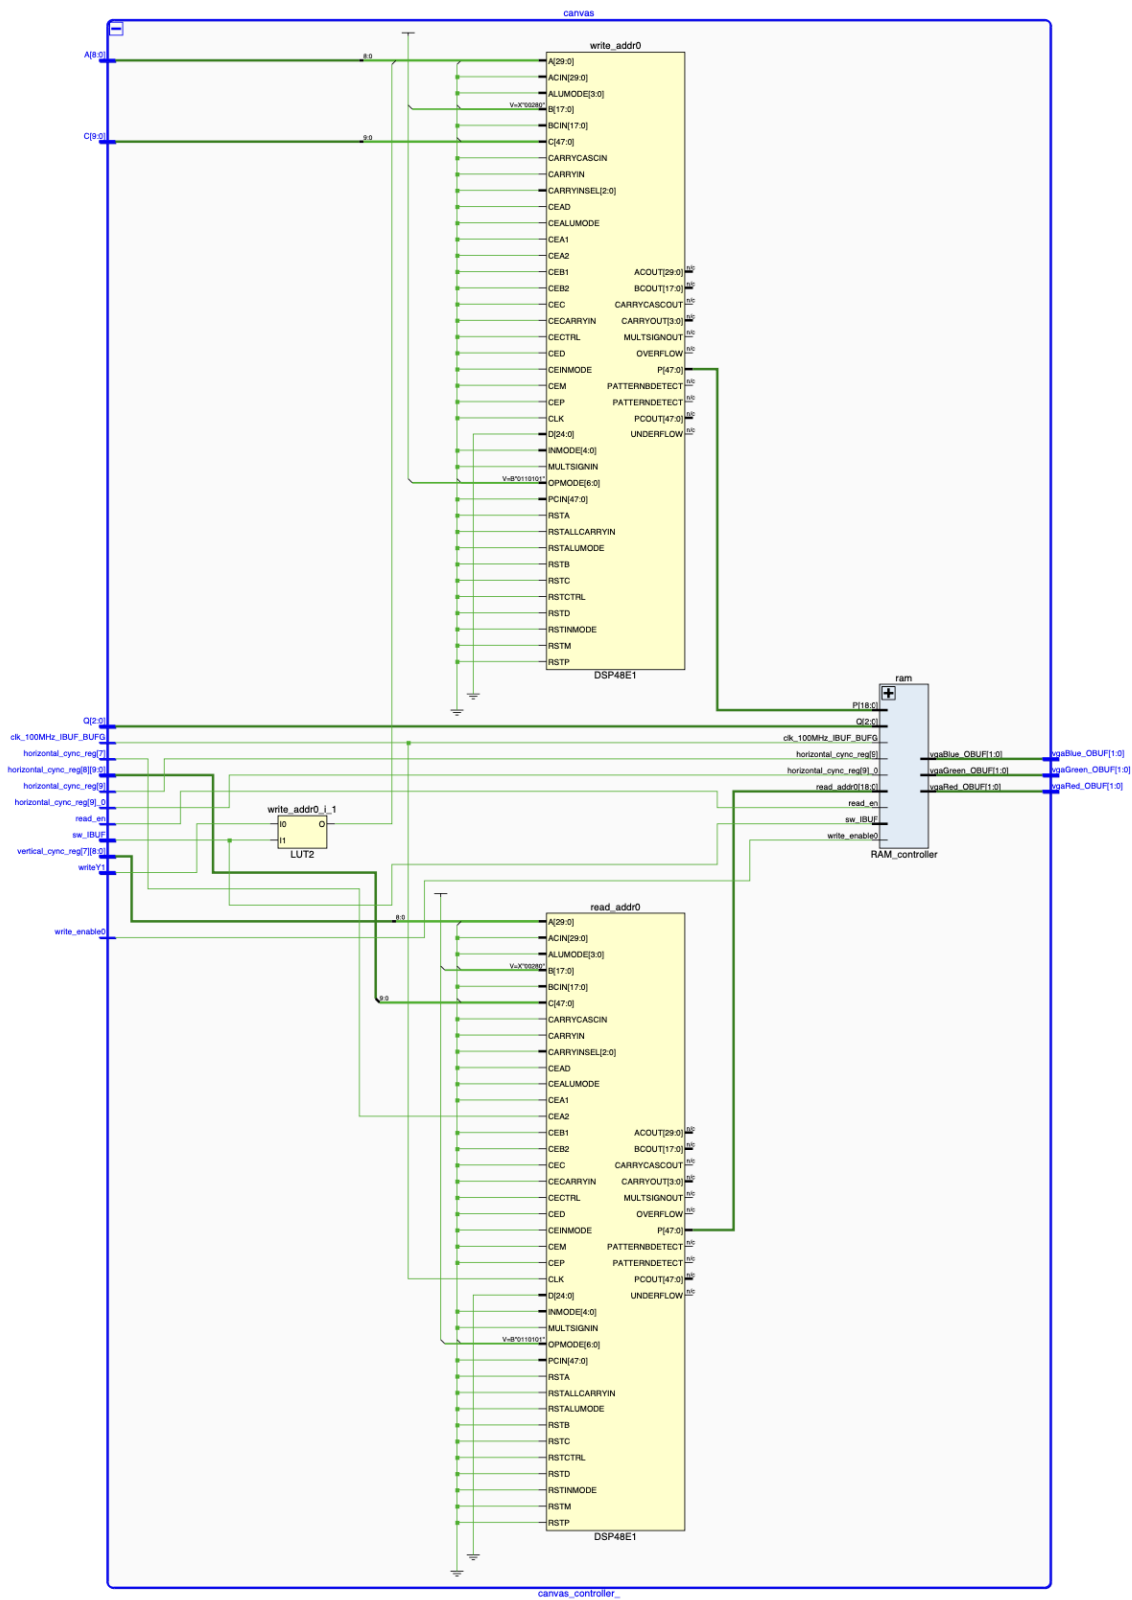 canvas
A[8:0]
C[9:0]
Q[2:0]
clk_100MHz_IBUF_BUFG
horizontal_cync_reg[7]
horizontal_cync_reg[8][9:0]
horizontal_cync_reg[9]
horizontal_cync_reg[9]_0
read_en
sw_IBUF
vertical_cync_reg[7][8:0]
writeY1
write_enable0
write_addr0
8:0
V=X"00280"
9:0
V=B"0110101"
A[29:0]
ACIN[29:0]
ALUMODE[3:0]
B[17:0]
BCIN[17:0]
C[47:0]
CARRYCASCIN
CARRYIN
CARRYINSEL[2:0]
CEAD
CEALUMODE
CEA1
CEA2
CEB1
CEB2
CEC
CECARRYIN
CECTRL
CED
CEINMODE
CEM
CEP
CLK
D[24:0]
INMODE[4:0]
MULTSIGNIN
OPMODE[6:0]
PCIN[47:0]
RSTA
RSTALLCARRYIN
RSTALUMODE
RSTB
RSTC
RSTCTRL
RSTD
RSTINMODE
RSTM
RSTP
ACOUT[29:0] n/c
BCOUT[17:0] n/c
CARRYCASCOUT n/c
CARRYOUT[3:0] n/c
MULTSIGNOUT n/c
OVERFLOW n/c
P[47:0]
PATTERNBDETECT n/c
PATTERNDETECT n/c
PCOUT[47:0] n/c
UNDERFLOW n/c
DSP48E1
write_addr0_i_1
I0
I1
O
LUT2
ram
P[18:0]
Q[2:0]
clk_100MHz_IBUF_BUFG
horizontal_cync_reg[9]
horizontal_cync_reg[9]_0
read_addr0[18:0]
read_en
sw_IBUF
write_enable0
vgaBlue_OBUF[1:0]
vgaGreen_OBUF[1:0]
vgaRed_OBUF[1:0]
RAM_controller
vgaBlue_OBUF[1:0]
vgaGreen_OBUF[1:0]
vgaRed_OBUF[1:0]
read_addr0
8:0
V=X"00280"
9:0
V=B"0110101"
A[29:0]
ACIN[29:0]
ALUMODE[3:0]
B[17:0]
BCIN[17:0]
C[47:0]
CARRYCASCIN
CARRYIN
CARRYINSEL[2:0]
CEAD
CEALUMODE
CEA1
CEA2
CEB1
CEB2
CEC
CECARRYIN
CECTRL
CED
CEINMODE
CEM
CEP
CLK
D[24:0]
INMODE[4:0]
MULTSIGNIN
OPMODE[6:0]
PCIN[47:0]
RSTA
RSTALLCARRYIN
RSTALUMODE
RSTB
RSTC
RSTCTRL
RSTD
RSTINMODE
RSTM
RSTP
ACOUT[29:0] n/c
BCOUT[17:0] n/c
CARRYCASCOUT n/c
CARRYOUT[3:0] n/c
MULTSIGNOUT n/c
OVERFLOW n/c
P[47:0]
PATTERNBDETECT n/c
PATTERNDETECT n/c
PCOUT[47:0] n/c
UNDERFLOW n/c
DSP48E1
canvas_controller_